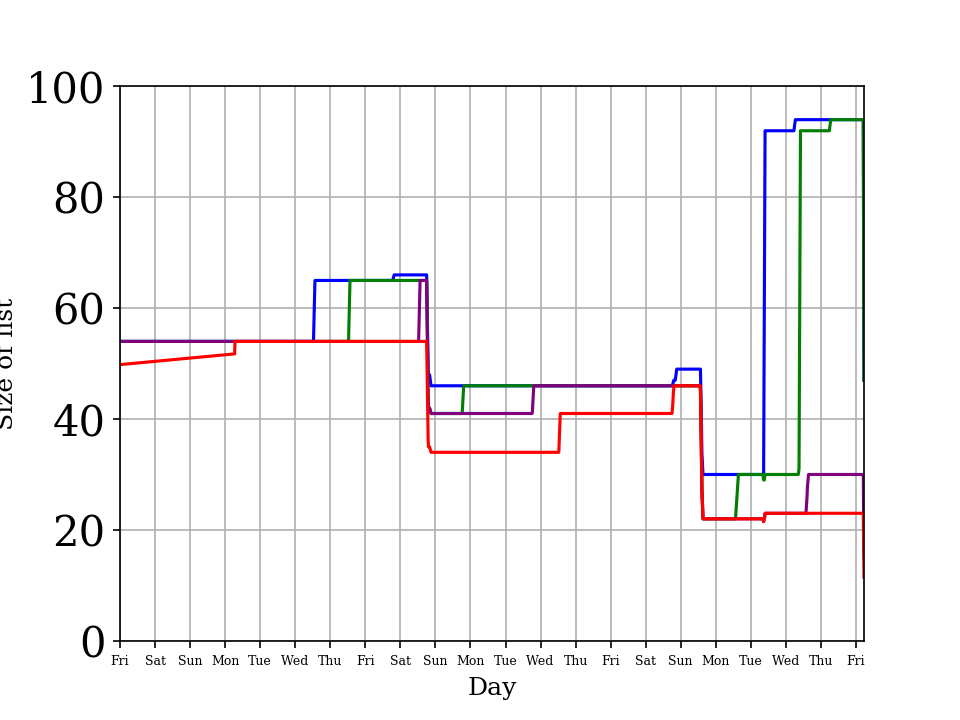 100
80
60
40
20
0
Size of list
Fri Sat Sun Mon Tue Wed Thu Fri Sat Sun Mon Tue Wed Thu Fri Sat Sun Mon Tue Wed Thu Fri
Day